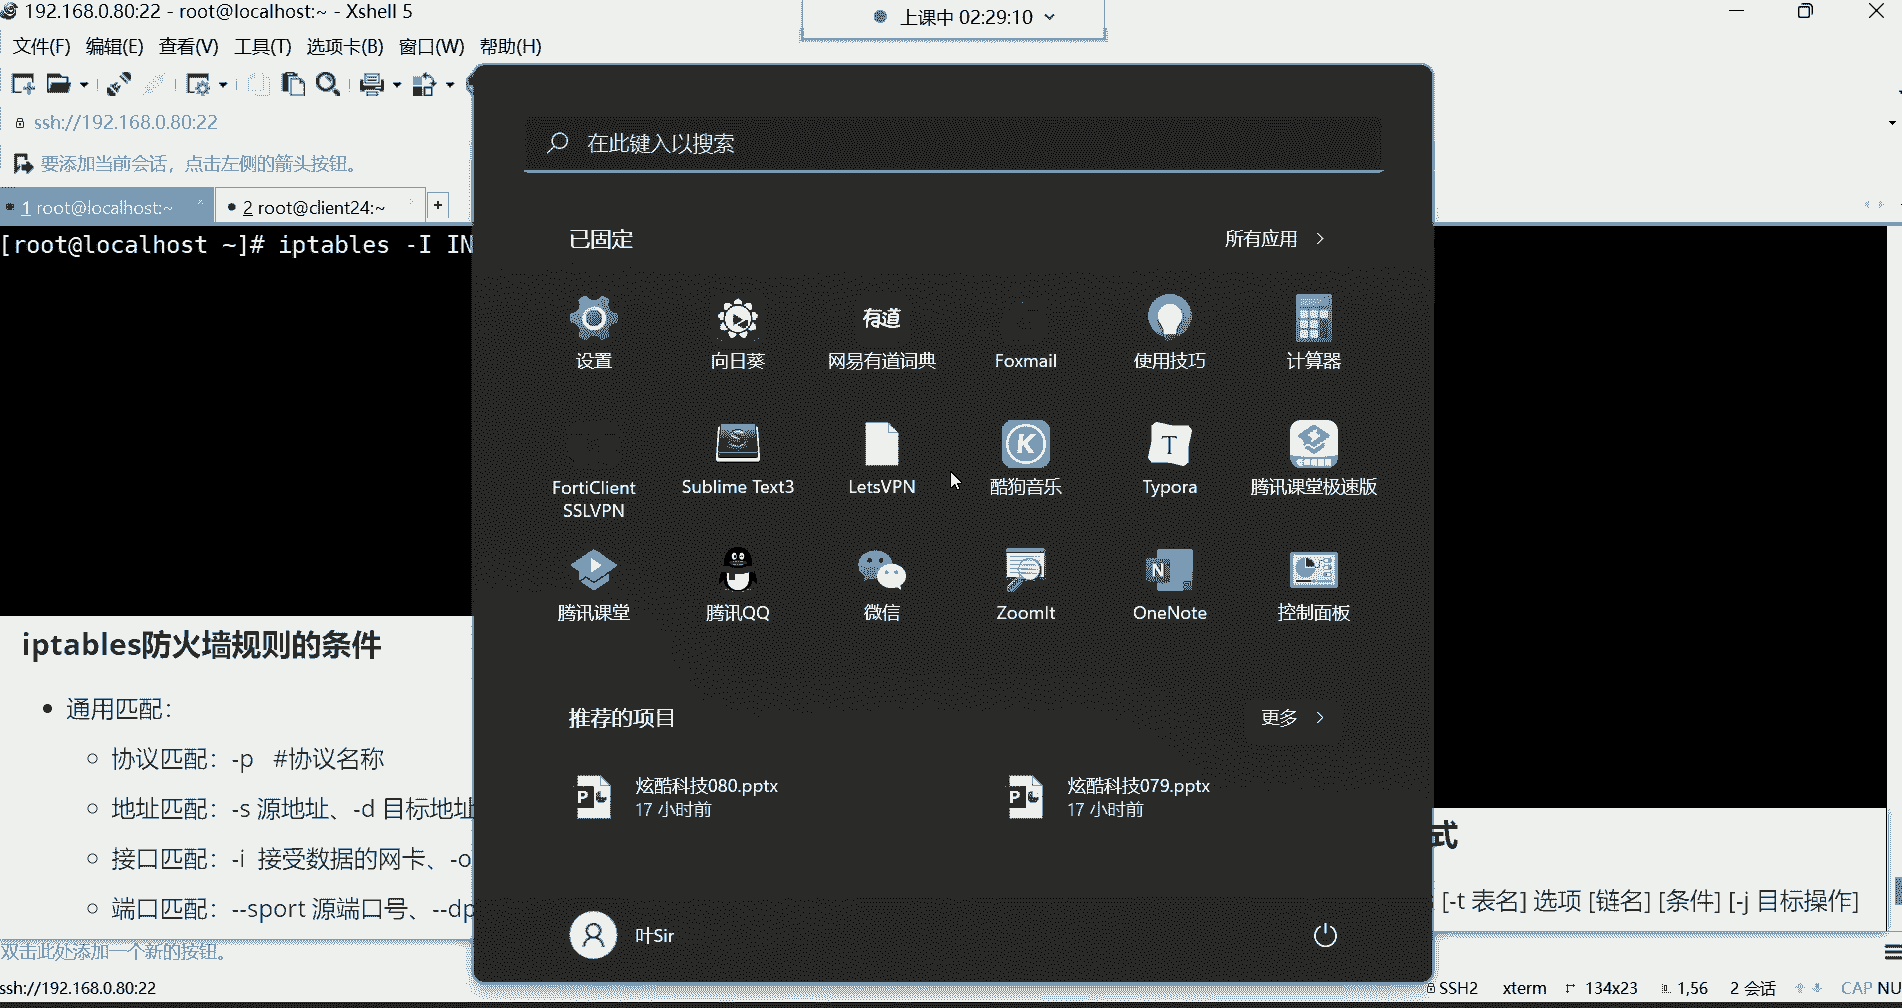 192.168.0.80:22 - root@localhost:~ - Xshell 5
上课中 02:29:10
文件(F) 编辑(E) 查看(V) 工具(T) 选项卡(B) 窗口(W) 帮助(H)
ssh://192.168.0.80:22
要添加当前会话，点击左侧的箭头按钮。
1 root@localhost:~
2 root@client24:~
+
[root@localhost ~]# iptables -I IN
在此键入以搜索
已固定
所有应用 >
设置
向日葵
有道
网易有道词典
Foxmail
使用技巧
计算器
FortiClient
SSLVPN
Sublime Text3
LetsVPN
酷狗音乐
Typora
腾讯课堂极速版
腾讯课堂
腾讯QQ
微信
ZoomIt
OneNote
控制面板
推荐的项目
更多 >
炫酷科技080.pptx
17 小时前
炫酷科技079.pptx
17 小时前
叶Sir
iptables防火墙规则的条件
• 通用匹配：
◦ 协议匹配：-p #协议名称
◦ 地址匹配：-s 源地址、-d 目标地址
◦ 接口匹配：-i 接受数据的网卡、-o
◦ 端口匹配：--sport 源端口号、--dp
式
[-t 表名] 选项 [链名] [条件] [-j 目标操作]
双击此处添加一个新的按钮。
ssh://192.168.0.80:22
SSH2 xterm 134x23 1,56 2 会话 CAP NU